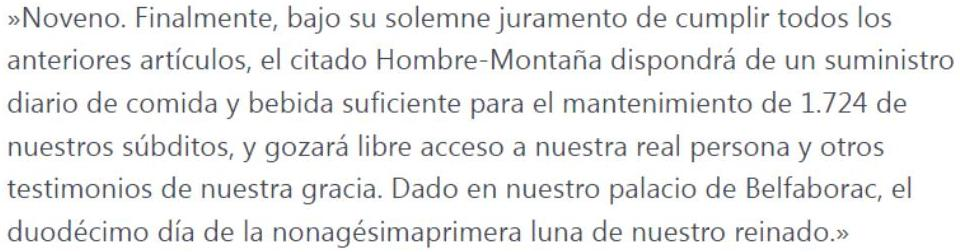 »Noveno. Finalmente, bajo su solemne juramento de cumplir todos los
anteriores artículos, el citado Hombre-Montaña dispondrá de un suministro
diario de comida y bebida suficiente para el mantenimiento de 1.724 de
nuestros súbditos, y gozará libre acceso a nuestra real persona y otros
testimonios de nuestra gracia. Dado en nuestro palacio de Belfaborac, el
duodécimo día de la nonagésimaprimera luna de nuestro reinado.»